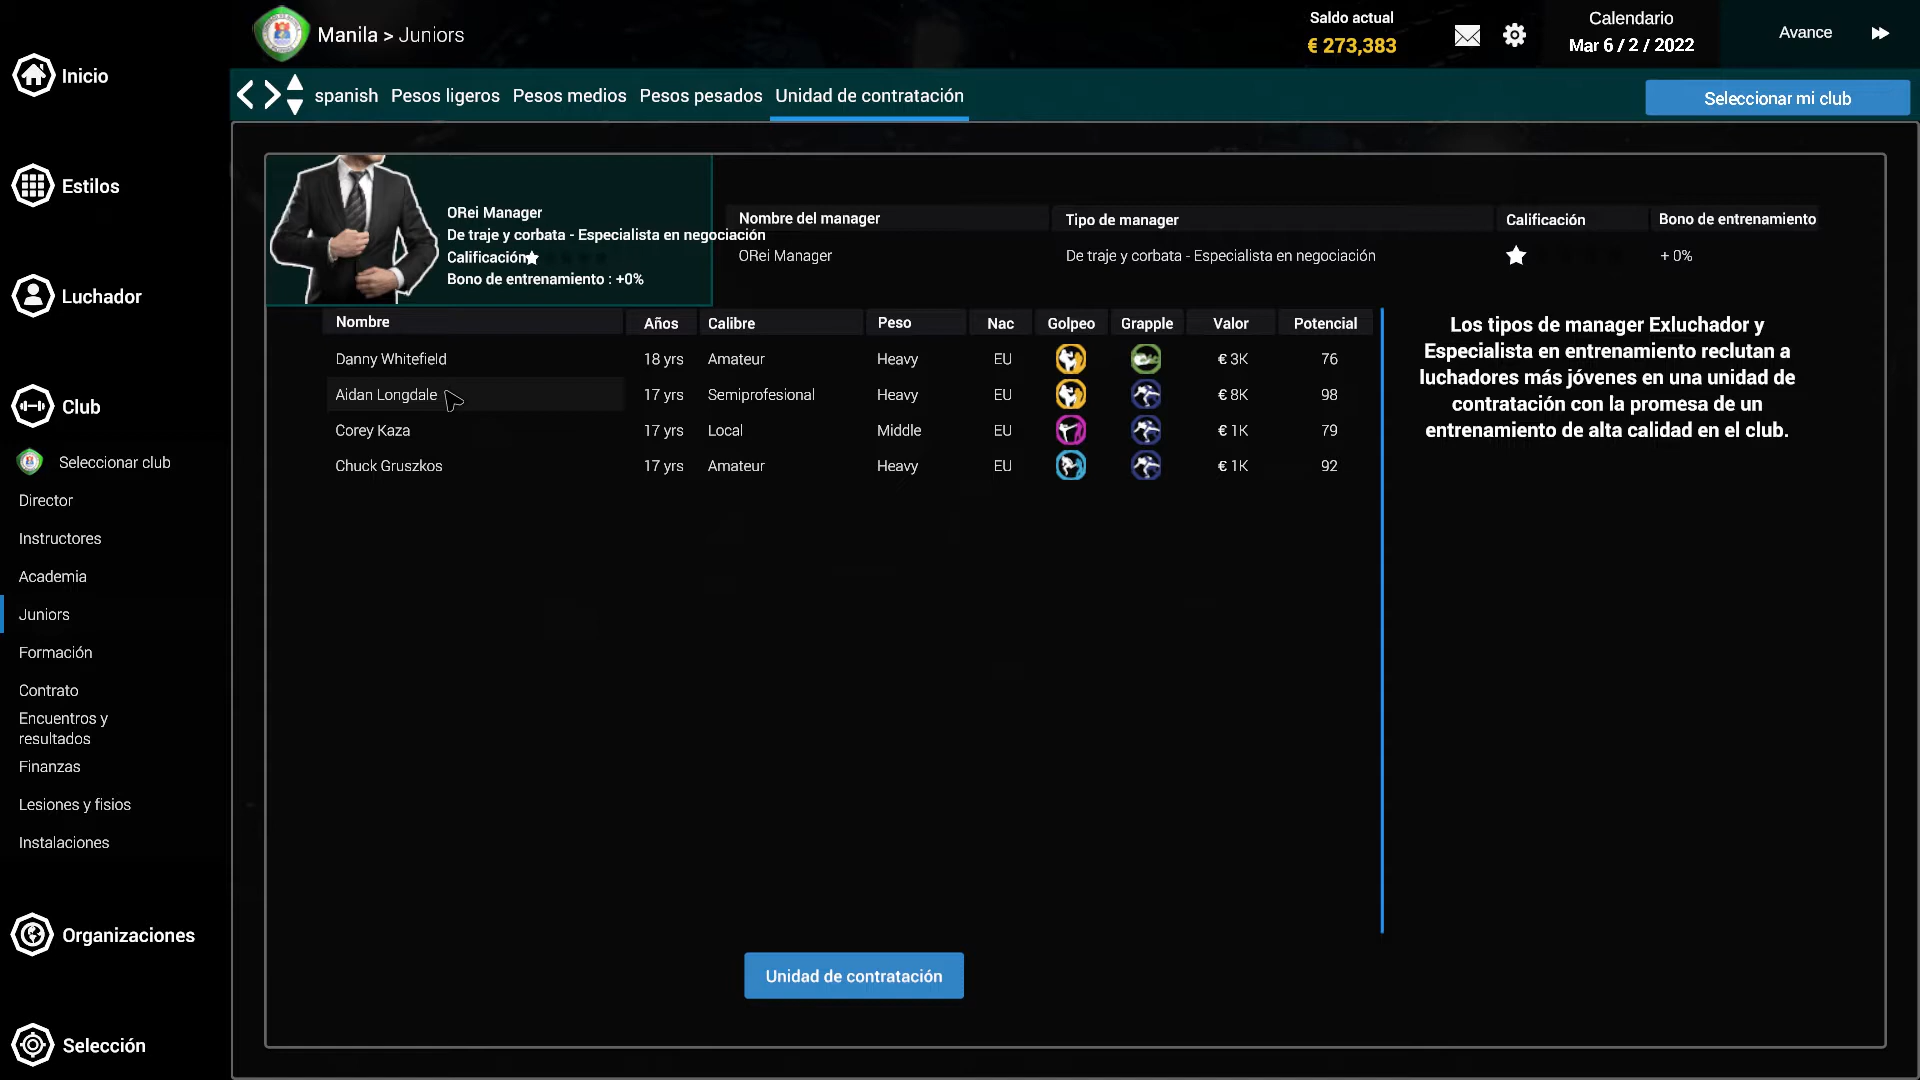 Manila > Juniors
Saldo actual
€ 273,383
Calendario
Mar 6 / 2 / 2022
Avance
Inicio
Estilos
Luchador
Club
Seleccionar club
Director
Instructores
Academia
Juniors
Formación
Contrato
Encuentros y
resultados
Finanzas
Lesiones y fisios
Instalaciones
Organizaciones
Selección
spanish Pesos ligeros Pesos medios Pesos pesados Unidad de contratación
Seleccionar mi club
ORei Manager
De traje y corbata - Especialista en negociación
Calificación
Bono de entrenamiento : +0%
Nombre del manager Tipo de manager Calificación Bono de entrenamiento
ORei Manager De traje y corbata - Especialista en negociación + 0%
Nombre Años Calibre Peso Nac Golpeo Grapple Valor Potencial
Danny Whitefield 18 yrs Amateur Heavy EU € 3K 76
Aidan Longdale 17 yrs Semiprofesional Heavy EU € 8K 98
Corey Kaza 17 yrs Local Middle EU € 1K 79
Chuck Gruszkos 17 yrs Amateur Heavy EU € 1K 92
Los tipos de manager Exluchador y
Especialista en entrenamiento reclutan a
luchadores más jóvenes en una unidad de
contratación con la promesa de un
entrenamiento de alta calidad en el club.
Unidad de contratación